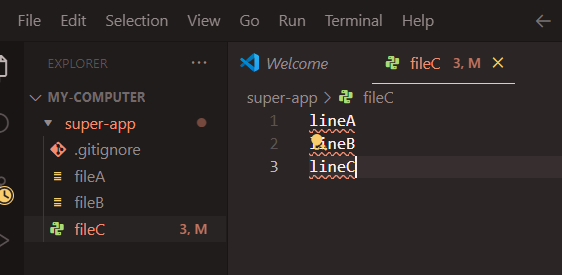 File Edit Selection View Go Run Terminal Help
EXPLORER ...
MY-COMPUTER
super-app
.gitignore
fileA
fileB
fileC 3, M
Welcome fileC 3, M
super-app > fileC
1 lineA
2 lineB
3 lineC